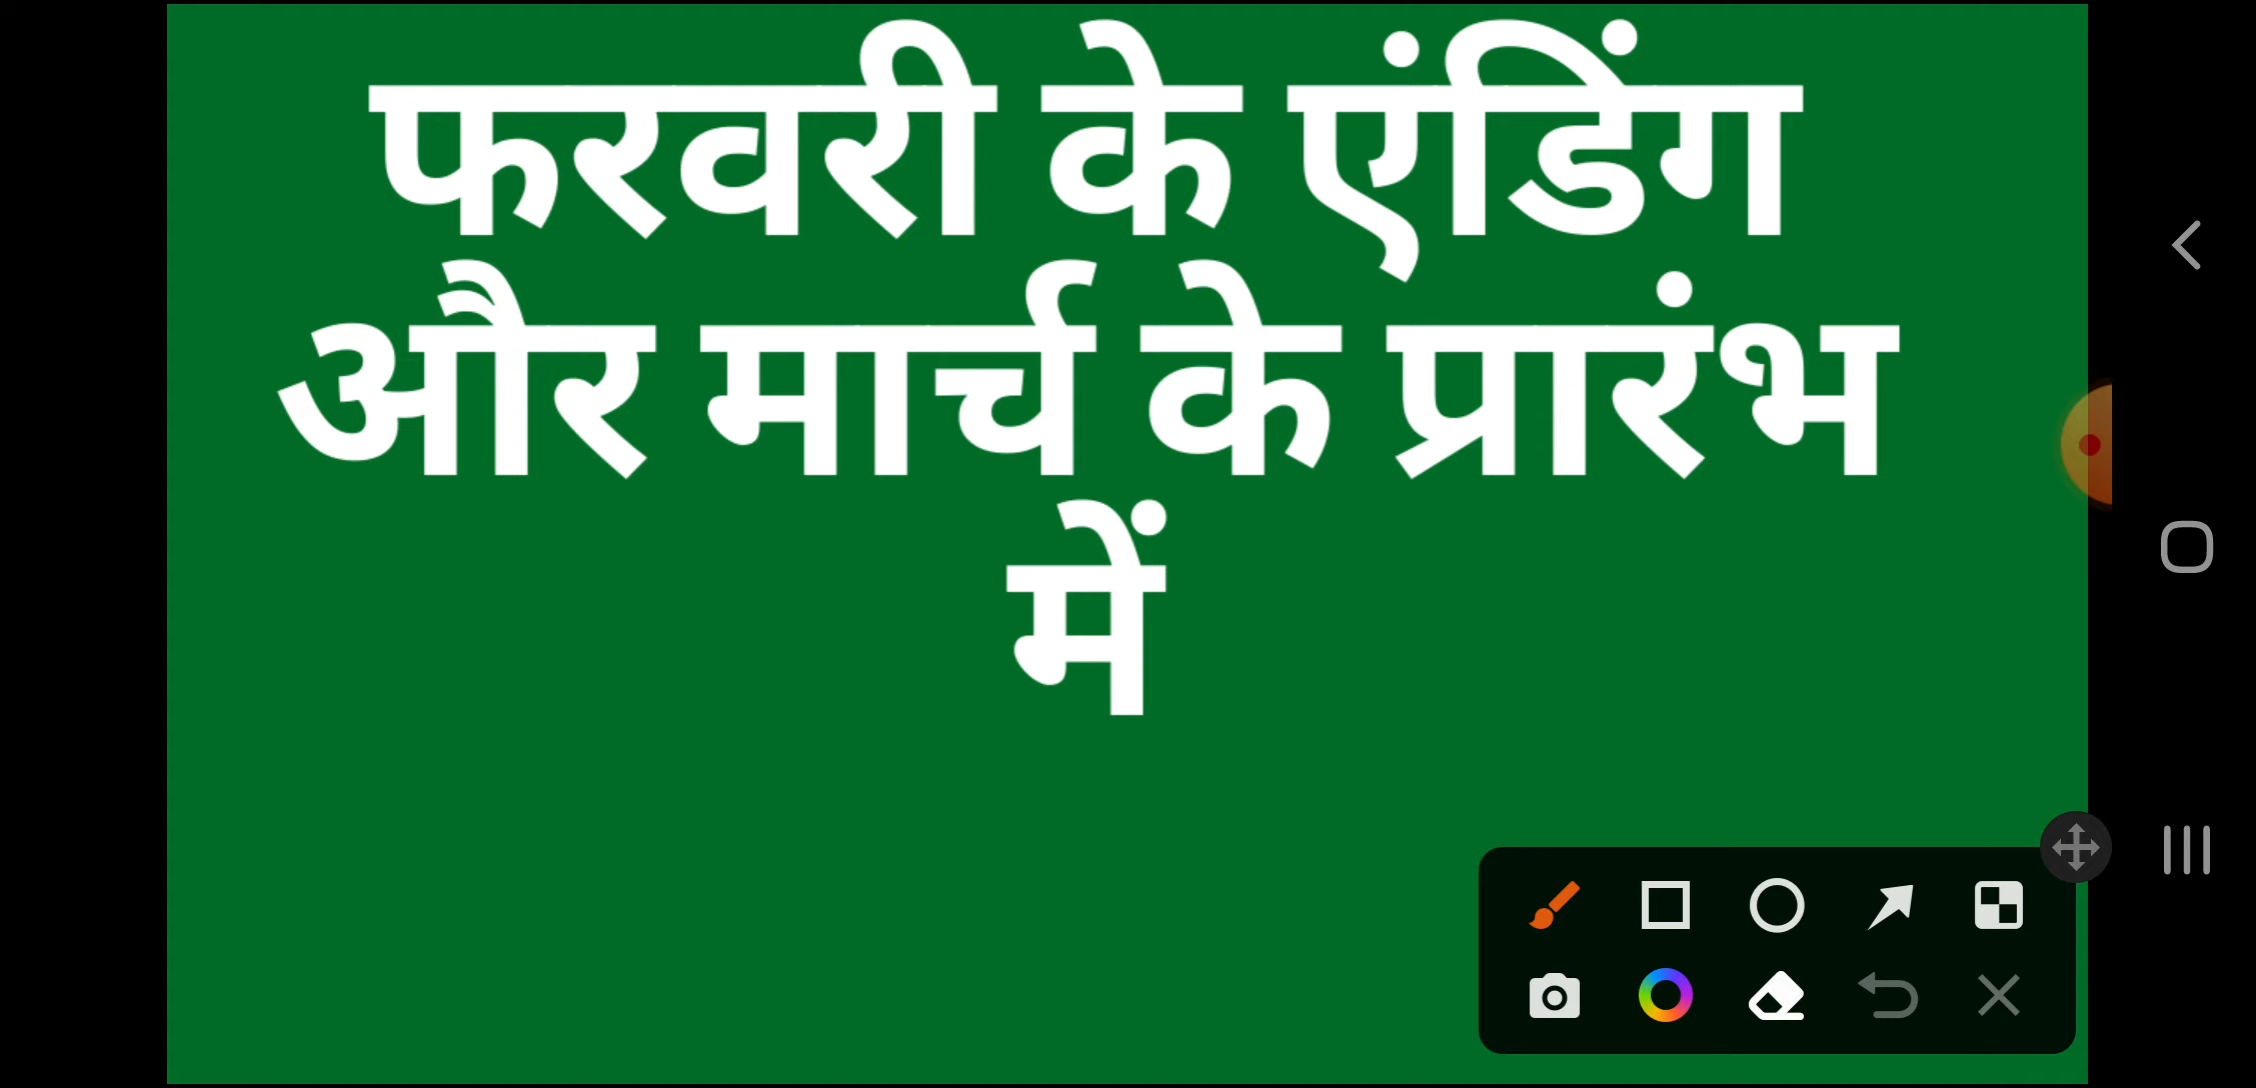 फरवरी के एंडिंग
और मार्च के प्रारंभ
में